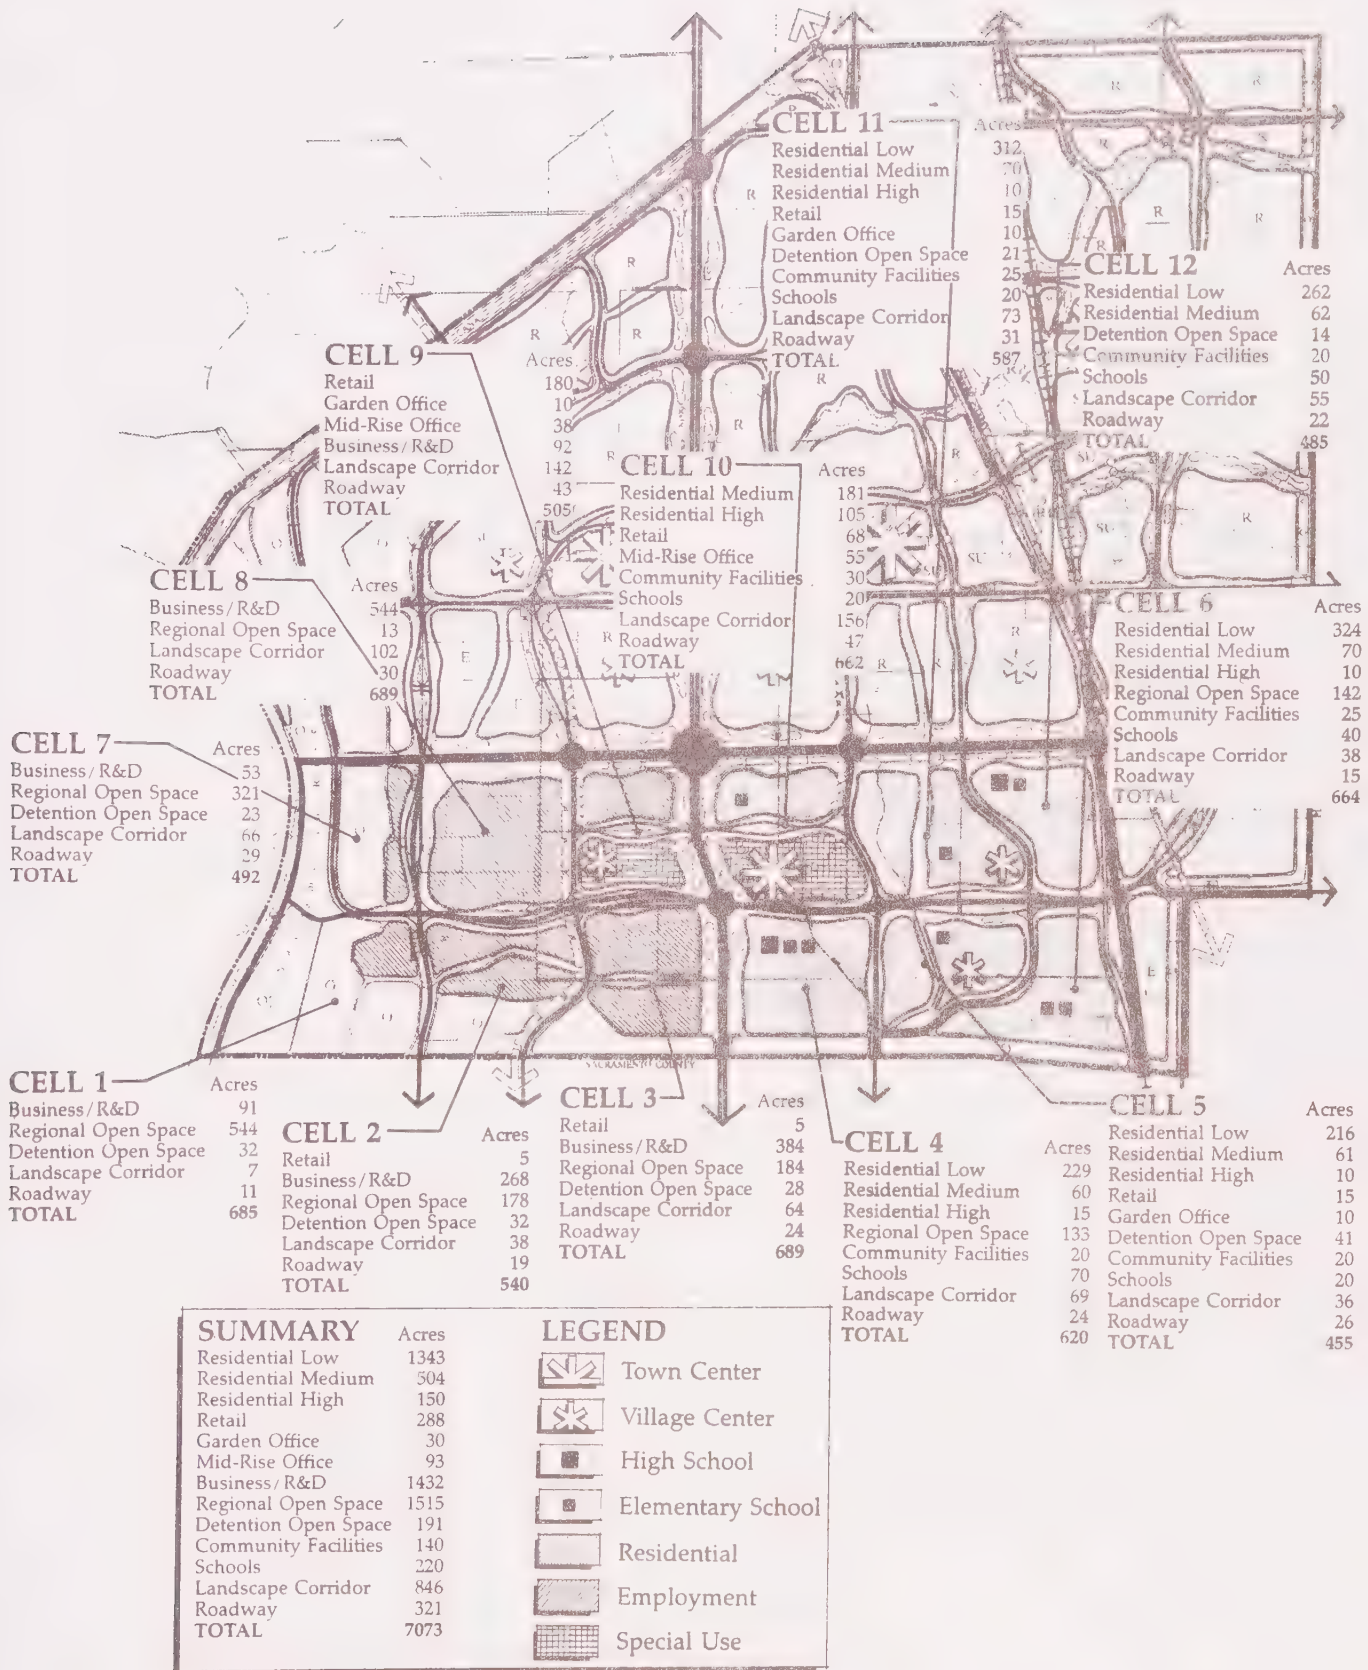 CELL 11 Acres
Residential Low 312
Residential Medium 70
Residential High 10
Retail 15
Garden Office 10
Detention Open Space 21
Community Facilities 25
Schools 20
Landscape Corridor 73
Roadway 31
TOTAL 587
CELL 12 Acres
Residential Low 262
Residential Medium 62
Detention Open Space 14
Community Facilities 20
Schools 50
Landscape Corridor 55
Roadway 22
TOTAL 485
CELL 9 Acres
Retail 180
Garden Office 10
Mid-Rise Office 38
Business/R&D 92
Landscape Corridor 142
Roadway 43
TOTAL 505
CELL 10 Acres
Residential Medium 181
Residential High 105
Retail 68
Mid-Rise Office 55
Community Facilities 30
Schools 20
Landscape Corridor 156
Roadway 47
TOTAL 662
CELL 8 Acres
Business/R&D 544
Regional Open Space 13
Landscape Corridor 102
Roadway 30
TOTAL 689
CELL 6 Acres
Residential Low 324
Residential Medium 70
Residential High 10
Regional Open Space 142
Community Facilities 25
Schools 40
Landscape Corridor 38
Roadway 15
TOTAL 664
CELL 7 Acres
Business/R&D 53
Regional Open Space 321
Detention Open Space 23
Landscape Corridor 66
Roadway 29
TOTAL 492
SACRAMENTO COUNTY
CELL 1 Acres
Business/R&D 91
Regional Open Space 544
Detention Open Space 32
Landscape Corridor 7
Roadway 11
TOTAL 685
CELL 2 Acres
Retail 5
Business/R&D 268
Regional Open Space 178
Detention Open Space 32
Landscape Corridor 38
Roadway 19
TOTAL 540
CELL 3 Acres
Retail 5
Business/R&D 384
Regional Open Space 184
Detention Open Space 28
Landscape Corridor 64
Roadway 24
TOTAL 689
CELL 4 Acres
Residential Low 229
Residential Medium 60
Residential High 15
Regional Open Space 133
Community Facilities 20
Schools 70
Landscape Corridor 69
Roadway 24
TOTAL 620
CELL 5 Acres
Residential Low 216
Residential Medium 61
Residential High 10
Retail 15
Garden Office 10
Detention Open Space 41
Community Facilities 20
Schools 20
Landscape Corridor 36
Roadway 26
TOTAL 455
SUMMARY Acres
Residential Low 1343
Residential Medium 504
Residential High 150
Retail 288
Garden Office 30
Mid-Rise Office 93
Business/R&D 1432
Regional Open Space 1515
Detention Open Space 191
Community Facilities 140
Schools 220
Landscape Corridor 846
Roadway 321
TOTAL 7073
LEGEND
Town Center
Village Center
High School
Elementary School
Residential
Employment
Special Use